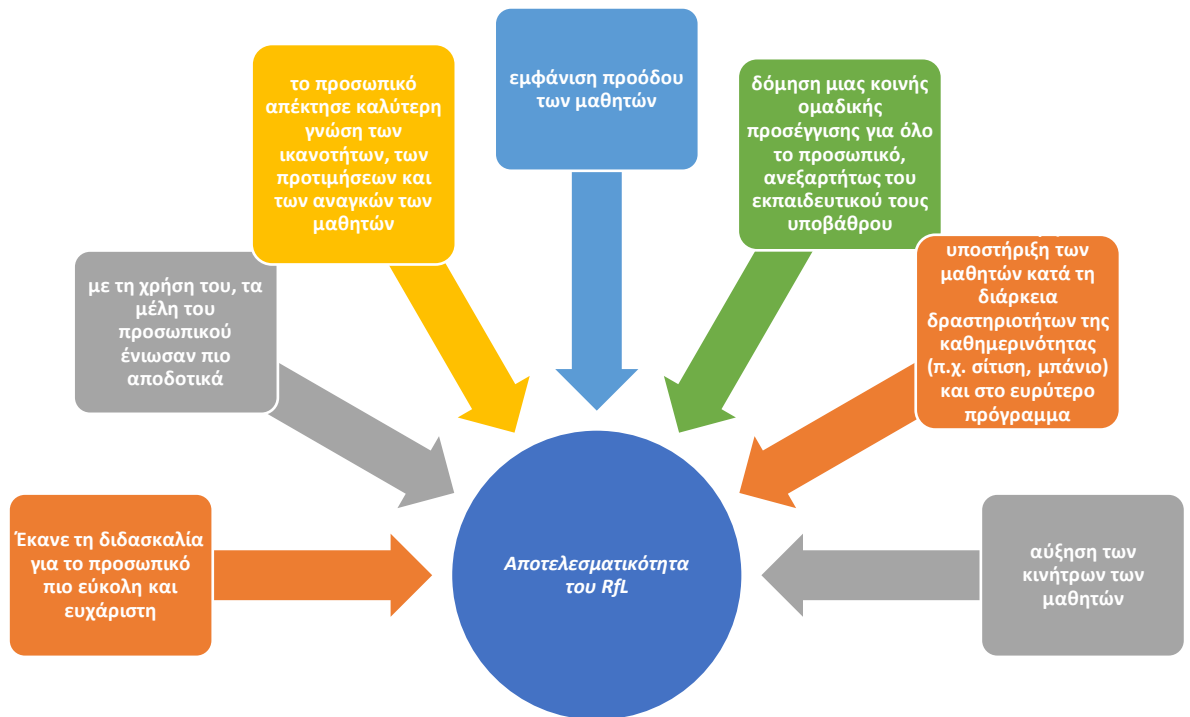 εμφάνιση προόδου
των μαθητών
το προσωπικό
απέκτησε καλύτερη
γνώση των
ικανοτήτων, των
προτιμήσεων και
των αναγκών των
μαθητών
δόμηση μιας κοινής
ομαδικής
προσέγγισης για όλο
το προσωπικό,
ανεξαρτήτως του
εκπαιδευτικού τους
υποβάθρου
με τη χρήση του, τα
μέλη του
προσωπικού
ένιωσαν πιο
αποδοτικά
υποστήριξη των
μαθητών κατά τη
διάρκεια
δραστηριοτήτων της
καθημερινότητας
(π.χ. σίτιση, μπάνιο)
και στο ευρύτερο
πρόγραμμα
Έκανε τη διδασκαλία
για το προσωπικό
πιο εύκολη και
ευχάριστη
Αποτελεσματικότητα
του RfL
αύξηση των
κινήτρων των
μαθητών